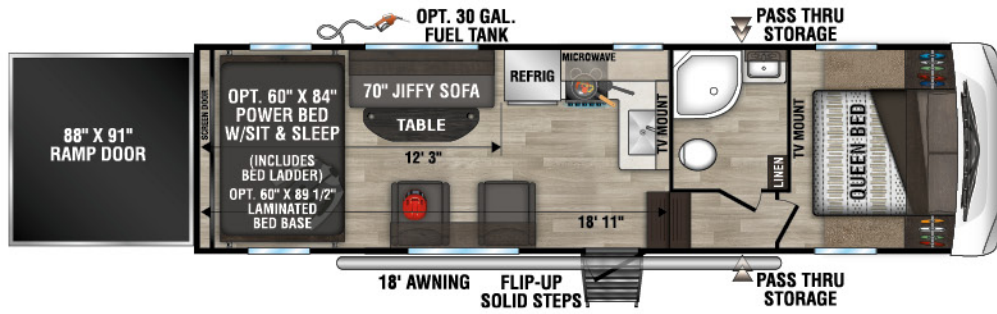 OPT. 30 GAL.
FUEL TANK
PASS THRU
STORAGE
88" X 91"
RAMP DOOR
SCREEN DOOR
OPT. 60" X 84"
POWER BED
W/SIT & SLEEP
(INCLUDES
BED LADDER)
OPT. 60" X 89 1/2"
LAMINATED
BED BASE
70" JIFFY SOFA
TABLE
12' 3"
REFRIG
MICROWAVE
TV MOUNT
LINEN
TV MOUNT
QUEEN BED
18' 11"
18' AWNING
FLIP-UP
SOLID STEPS
PASS THRU
STORAGE